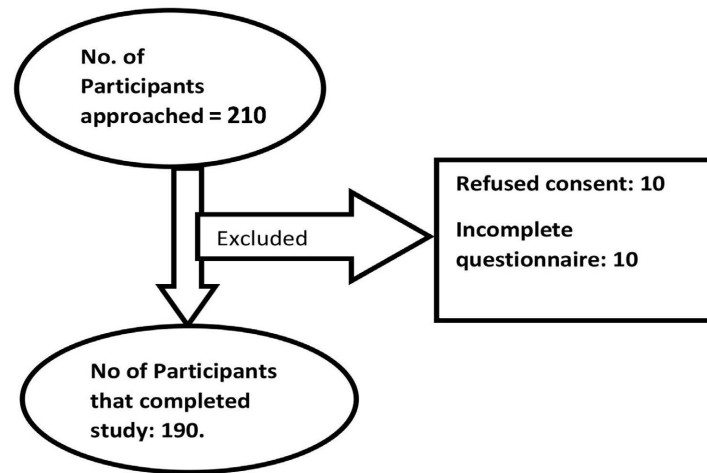 No. of
Participants
approached = 210
Refused consent: 10
Excluded
Incomplete
questionnaire: 10
No of Participants
that completed
study: 190.